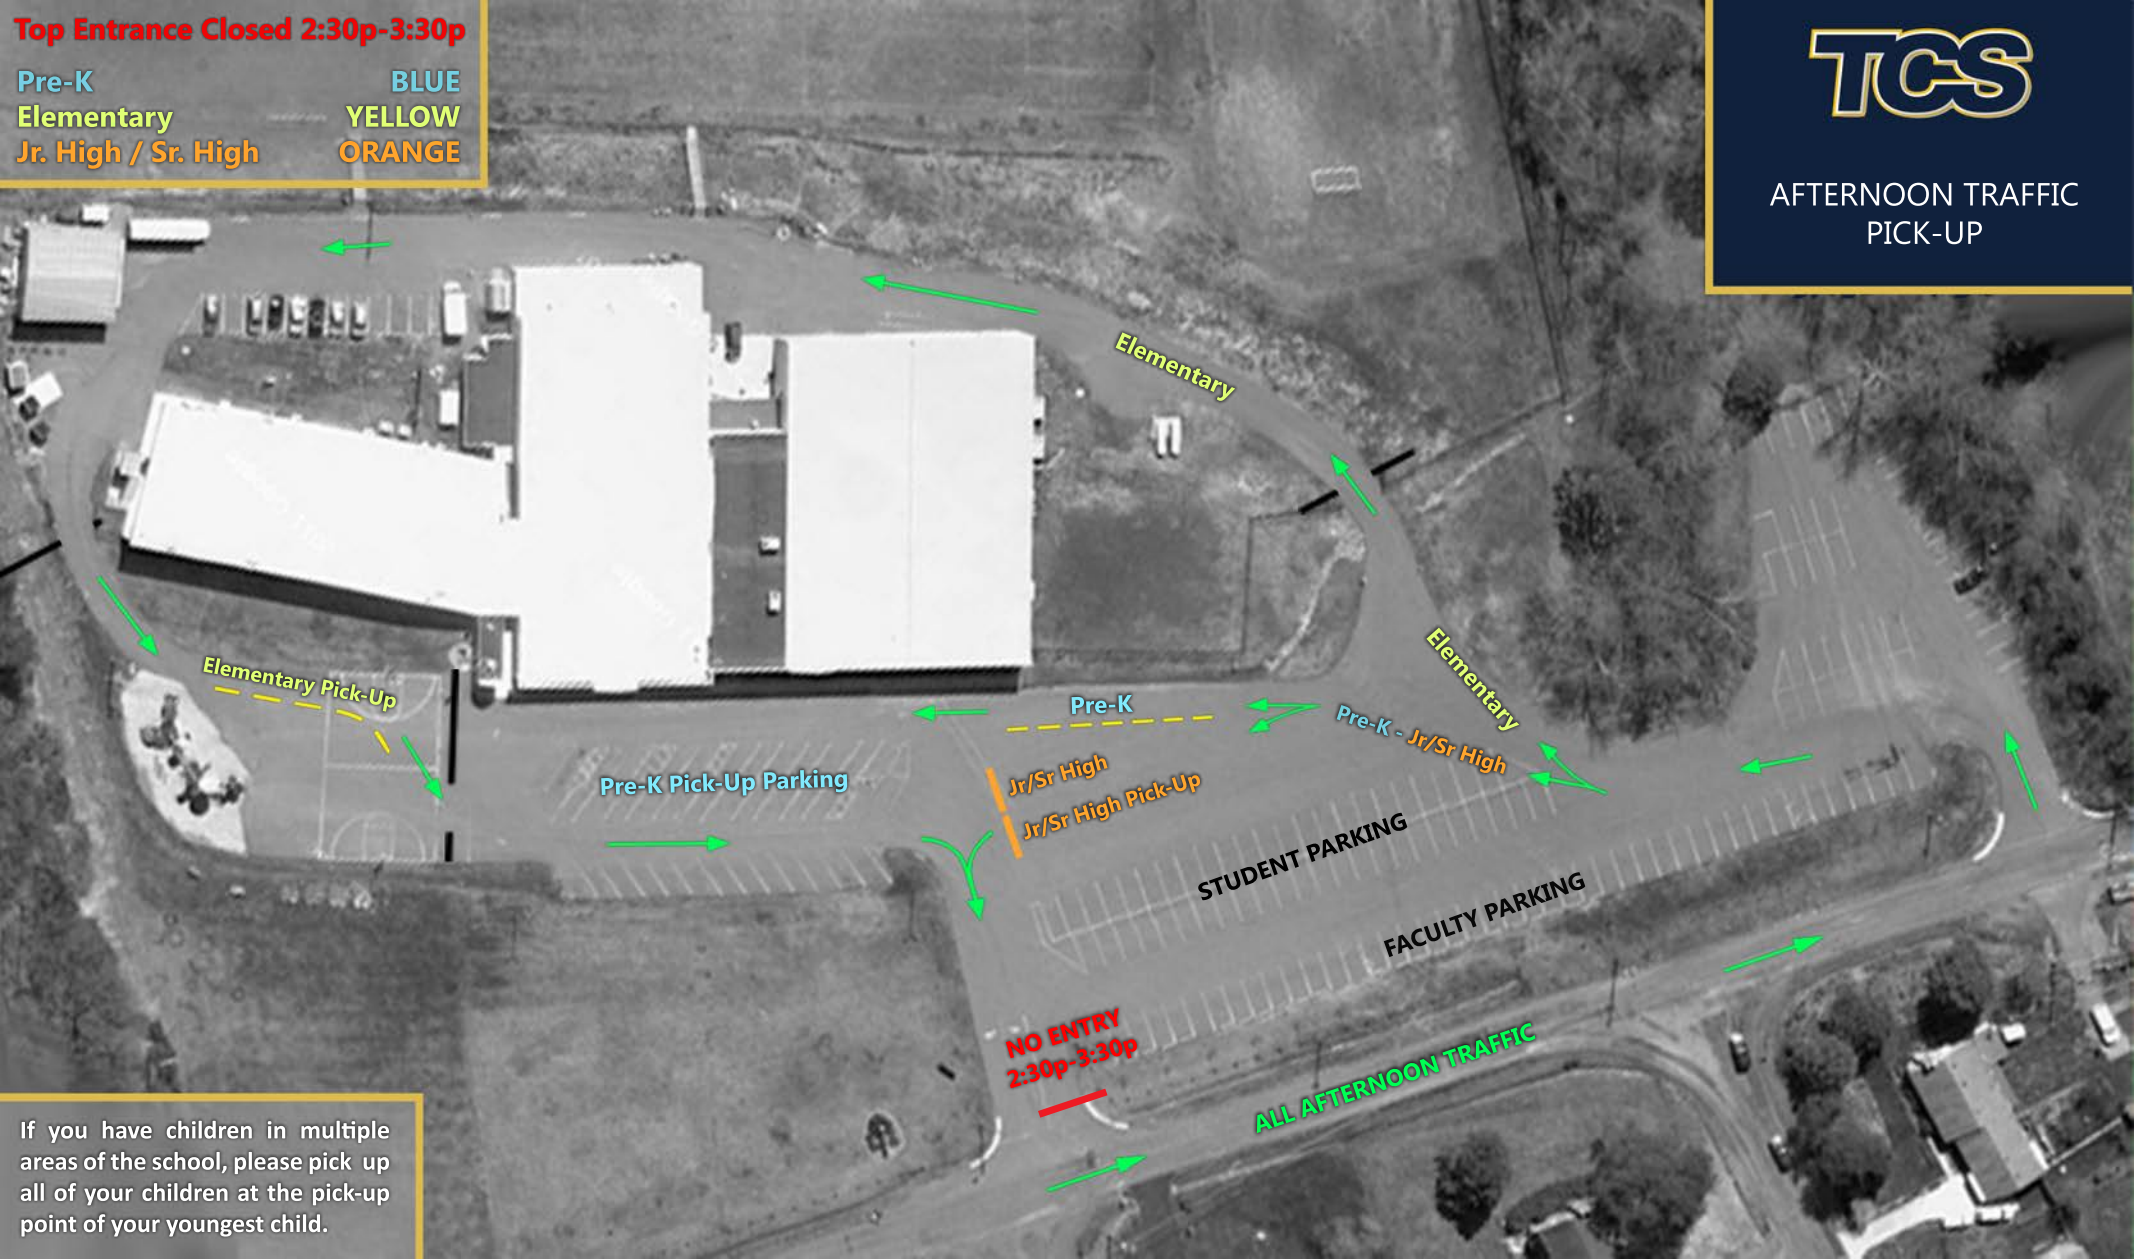 Top Entrance Closed 2:30p-3:30p
Pre-K BLUE
Elementary YELLOW
Jr. High / Sr. High ORANGE
TCS
AFTERNOON TRAFFIC
PICK-UP
Elementary
Elementary
Elementary Pick-Up
Pre-K
Pre-K - Jr/Sr High
Pre-K Pick-Up Parking
Jr/Sr High
Jr/Sr High Pick-Up
STUDENT PARKING
FACULTY PARKING
NO ENTRY
2:30p-3:30p
ALL AFTERNOON TRAFFIC
If you have children in multiple
areas of the school, please pick up
all of your children at the pick-up
point of your youngest child.